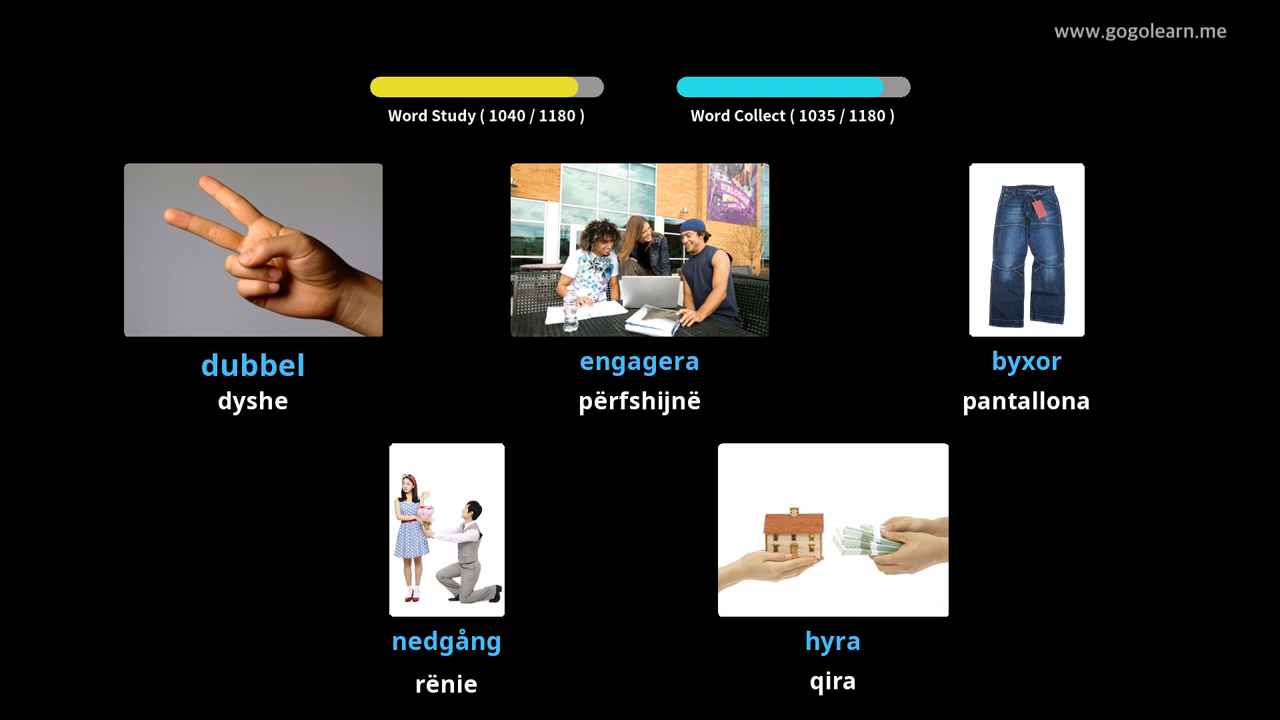 www.gogolearn.me
Word Study ( 1040 / 1180 )
Word Collect ( 1035 / 1180 )
WELCOME
dubbel
engagera
byxor
dyshe
përfshijnë
pantallona
nedgång
hyra
rënie
qira